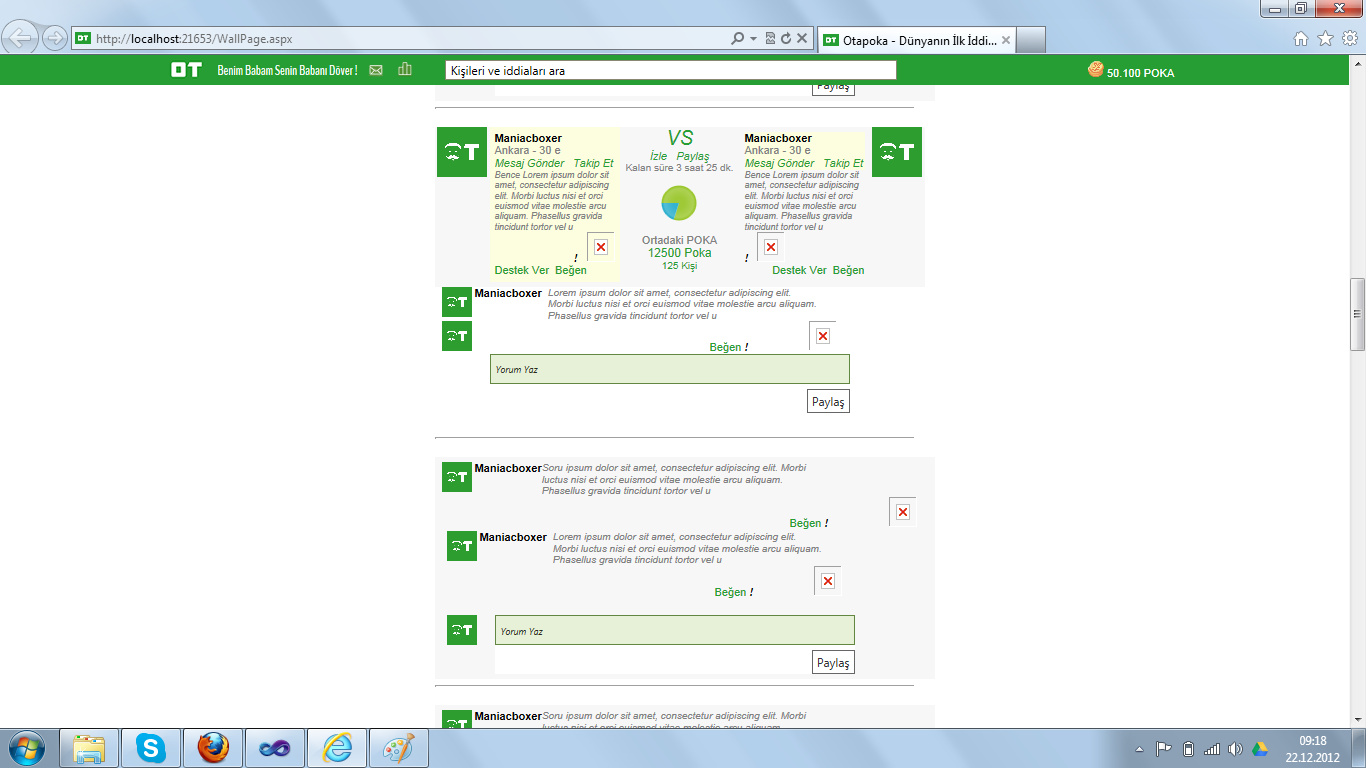 http://localhost:21653/WallPage.aspx
OT Otapoka - Dünyanın İlk İddi...
OT Benim Babam Senin Babanı Döver !
Kişileri ve iddiaları ara
50.100 POKA
Paylaş
T
Maniacboxer
Ankara - 30 e
Mesaj Gönder Takip Et
Bence Lorem ipsum dolor sit
amet, consectetur adipiscing
elit. Morbi luctus nisi et orci
euismod vitae molestie arcu
aliquam. Phasellus gravida
tincidunt tortor vel u
!
Destek Ver Beğen
VS
İzle Paylaş
Kalan süre 3 saat 25 dk.
Ortadaki POKA
12500 Poka
125 Kişi
Maniacboxer
Ankara - 30 e
Mesaj Gönder Takip Et
Bence Lorem ipsum dolor sit
amet, consectetur adipiscing
elit. Morbi luctus nisi et orci
euismod vitae molestie arcu
aliquam. Phasellus gravida
tincidunt tortor vel u
!
Destek Ver Beğen
T
T
Maniacboxer Lorem ipsum dolor sit amet, consectetur adipiscing elit.
Morbi luctus nisi et orci euismod vitae molestie arcu aliquam.
Phasellus gravida tincidunt tortor vel u
T
Beğen !
Yorum Yaz
Paylaş
T
Maniacboxer Soru ipsum dolor sit amet, consectetur adipiscing elit. Morbi
luctus nisi et orci euismod vitae molestie arcu aliquam.
Phasellus gravida tincidunt tortor vel u
Beğen !
T
Maniacboxer Lorem ipsum dolor sit amet, consectetur adipiscing elit.
Morbi luctus nisi et orci euismod vitae molestie arcu aliquam.
Phasellus gravida tincidunt tortor vel u
Beğen !
T
Yorum Yaz
Paylaş
T
Maniacboxer Soru ipsum dolor sit amet, consectetur adipiscing elit. Morbi
luctus nisi et orci euismod vitae molestie arcu aliquam.
09:18
22.12.2012